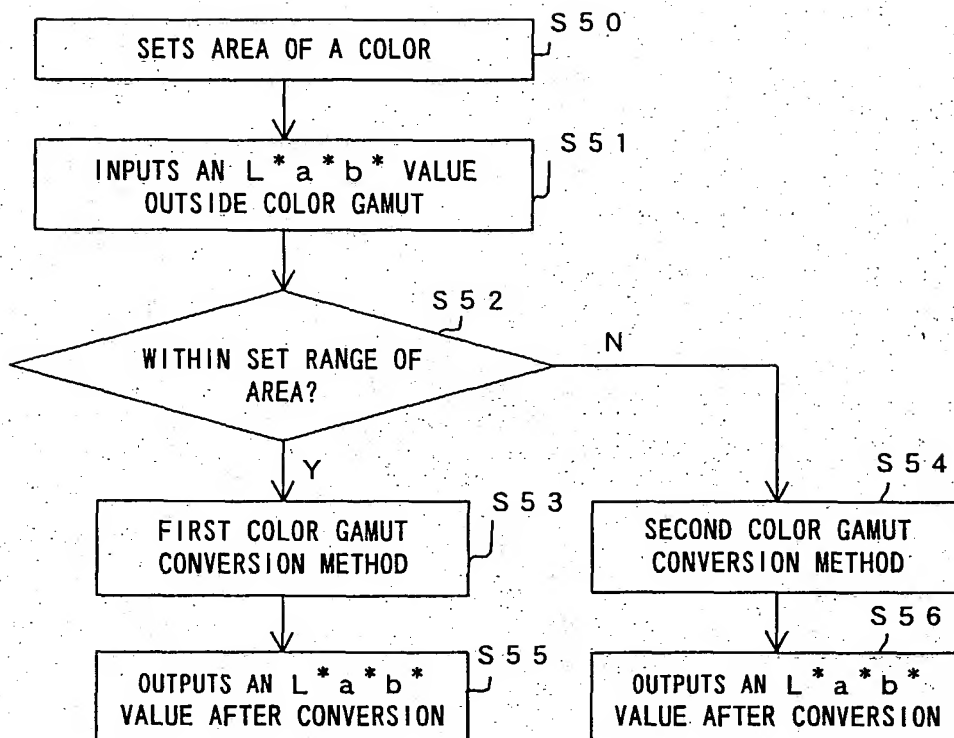 S50
SETS AREA OF A COLOR
S51
INPUTS AN L*a*b* VALUE
OUTSIDE COLOR GAMUT
S52
WITHIN SET RANGE OF
AREA?
N
Y
S53
FIRST COLOR GAMUT
CONVERSION METHOD
S54
SECOND COLOR GAMUT
CONVERSION METHOD
S55
OUTPUTS AN L*a*b*
VALUE AFTER CONVERSION
S56
OUTPUTS AN L*a*b*
VALUE AFTER CONVERSION